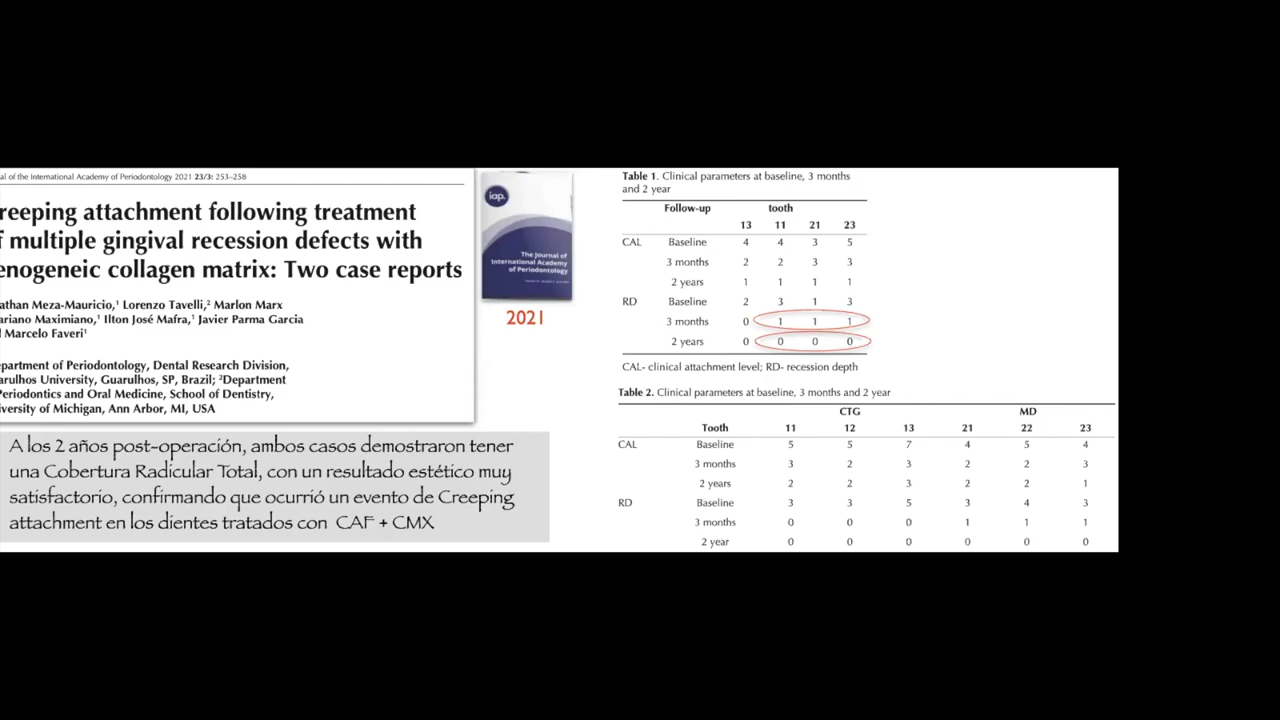 al of the International Academy of Periodontology 2021 23/3: 253–258
reeping attachment following treatment
f multiple gingival recession defects with
enogeneic collagen matrix: Two case reports
athan Meza-Mauricio,¹ Lorenzo Tavelli,² Marlon Marx
ariano Maximiano,¹ Ilton José Mafra,¹ Javier Parma Garcia
d Marcelo Faveri¹
epartment of Periodontology, Dental Research Division,
arulhos University, Guarulhos, SP, Brazil; ²Department
Periodontics and Oral Medicine, School of Dentistry,
iversity of Michigan, Ann Arbor, MI, USA
iap.
The Journal of
International Academy
of Periodontology
2021
A los 2 años post-operación, ambos casos demostraron tener
una Cobertura Radicular Total, con un resultado estético muy
satisfactorio, confirmando que ocurrió un evento de Creeping
attachment en los dientes tratados con CAF + CMX
Table 1. Clinical parameters at baseline, 3 months
and 2 year
Follow-up tooth
13 11 21 23
CAL Baseline 4 4 3 5
3 months 2 2 3 3
2 years 1 1 1 1
RD Baseline 2 3 1 3
3 months 0 1 1 1
2 years 0 0 0 0
CAL- clinical attachment level; RD- recession depth
Table 2. Clinical parameters at baseline, 3 months and 2 year
CTG MD
Tooth 11 12 13 21 22 23
CAL Baseline 5 5 7 4 5 4
3 months 3 2 3 2 2 3
2 years 2 2 3 2 2 1
RD Baseline 3 3 5 3 4 3
3 months 0 0 0 1 1 1
2 year 0 0 0 0 0 0